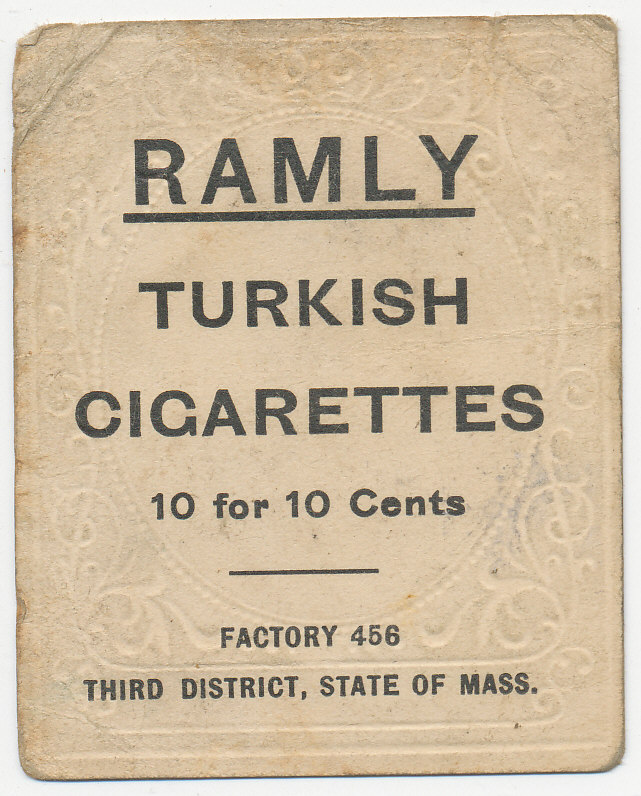 RAMLY
TURKISH
CIGARETTES
10 for 10 Cents
FACTORY 456
THIRD DISTRICT, STATE OF MASS.